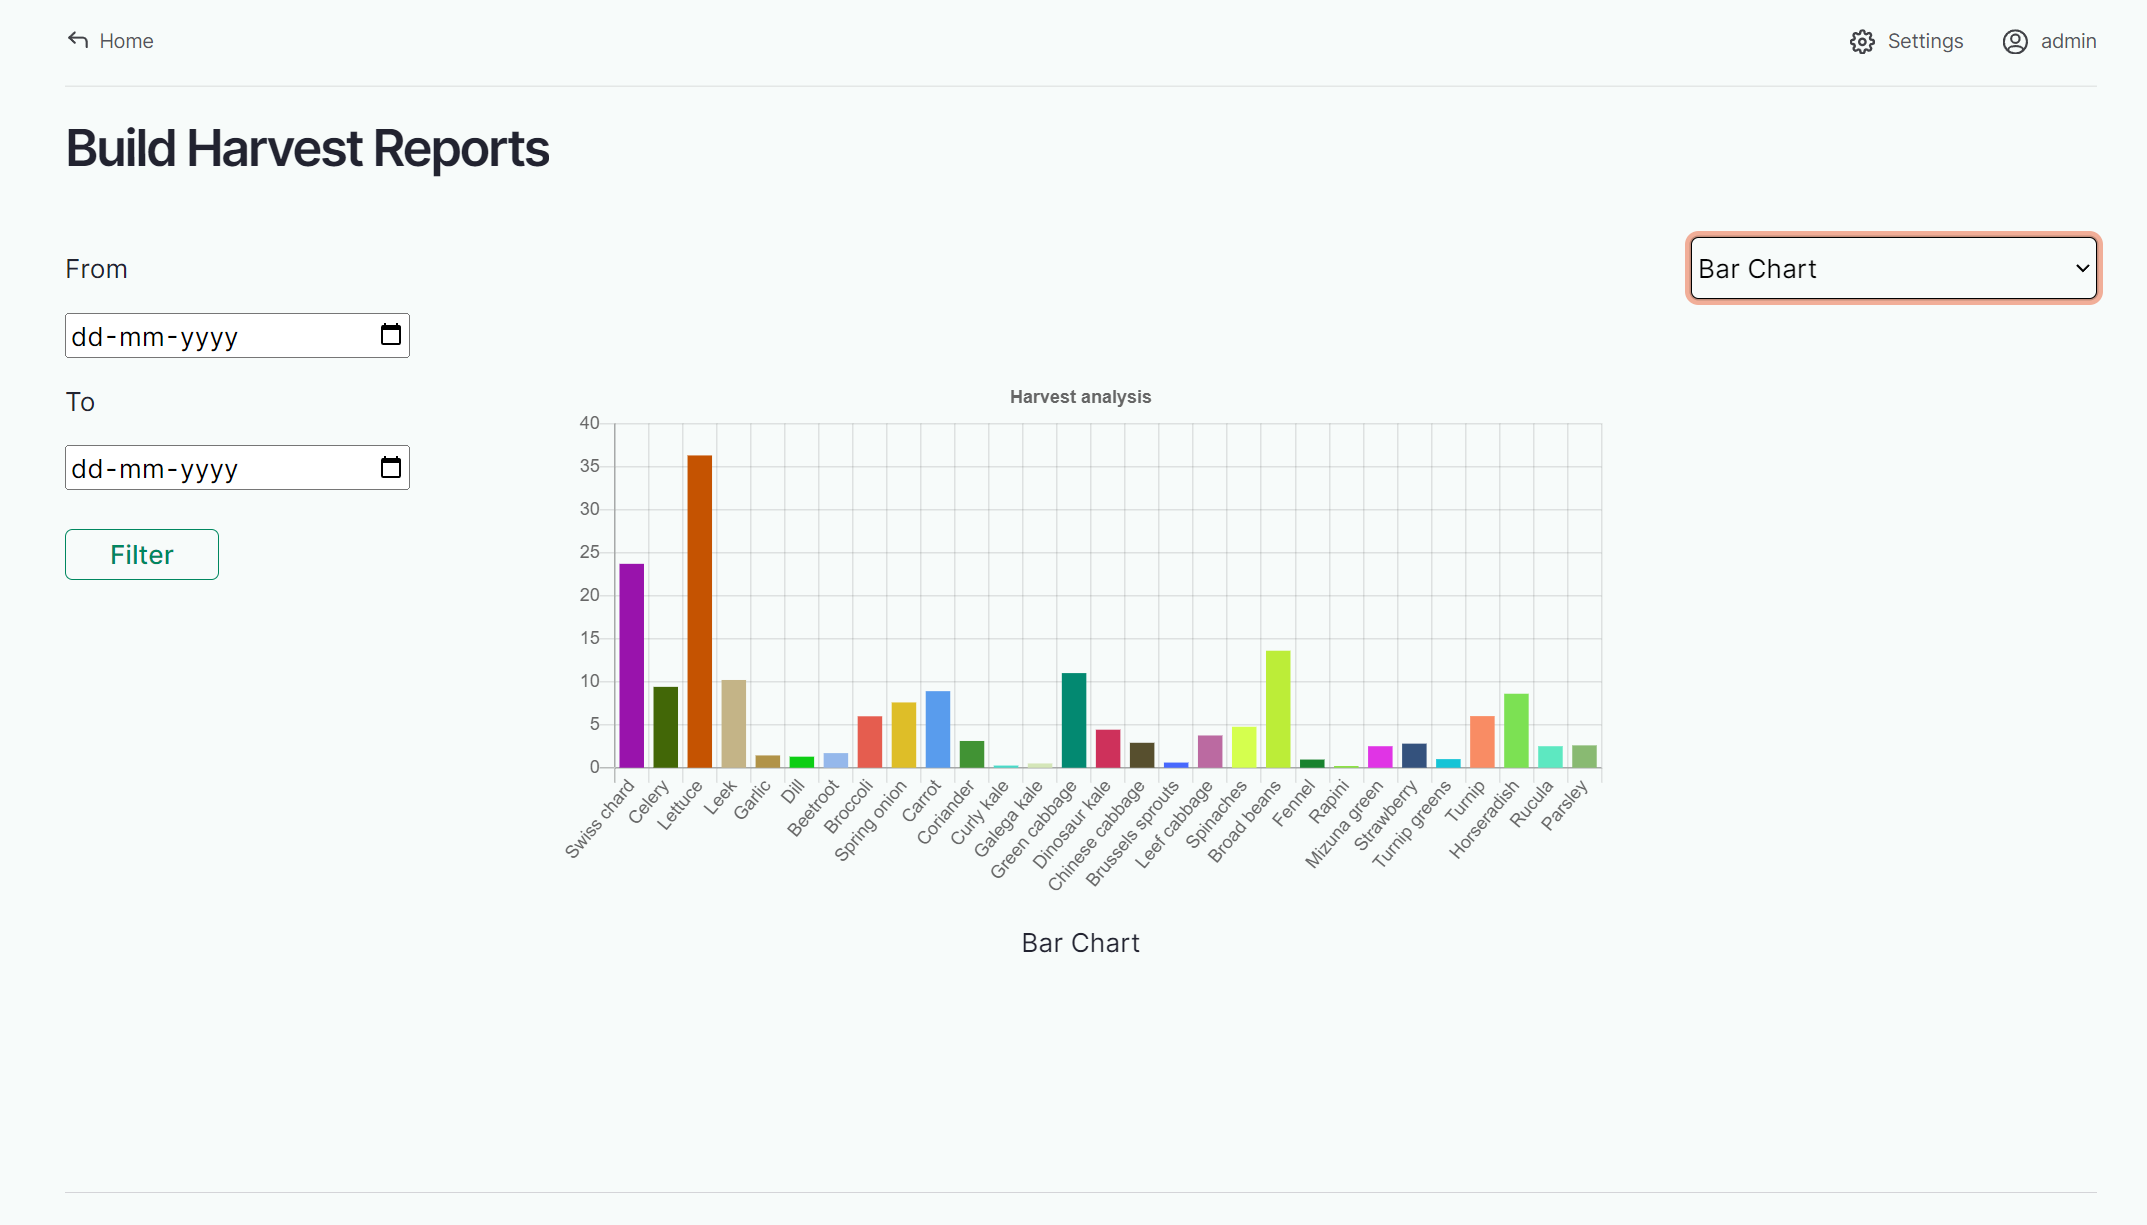 Home
Settings
admin
Build Harvest Reports
From
dd-mm-yyyy
To
dd-mm-yyyy
Filter
Bar Chart
Harvest analysis
40
35
30
25
20
15
10
5
0
Swiss chard
Celery
Lettuce
Leek
Garlic
Dill
Beetroot
Broccoli
Spring onion
Carrot
Coriander
Curly kale
Galega kale
Green cabbage
Dinosaur kale
Chinese cabbage
Brussels sprouts
Leef cabbage
Spinaches
Broad beans
Fennel
Rapini
Mizuna green
Strawberry
Turnip greens
Turnip
Horseradish
Rucula
Parsley
Bar Chart